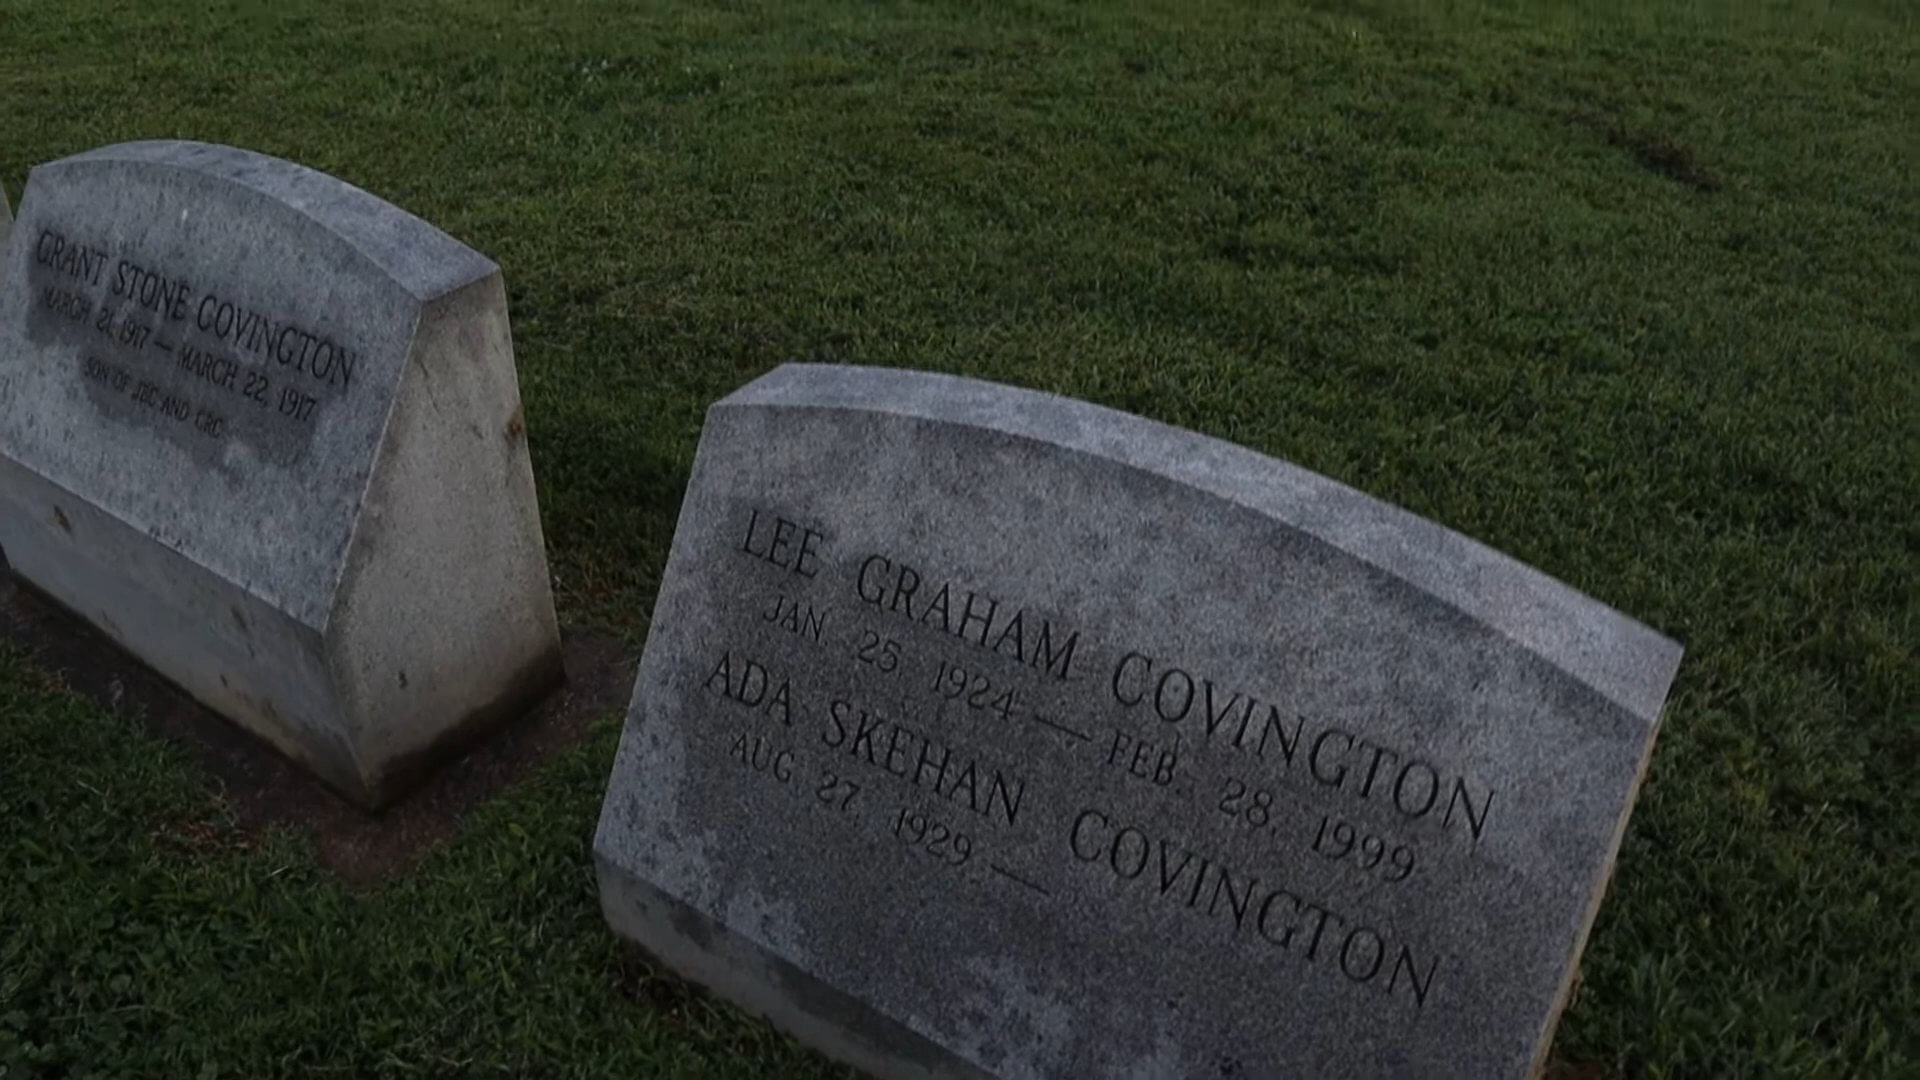 GRANT STONE COVINGTON
MARCH 21, 1917 — MARCH 22, 1917
SON OF JBC AND CRC
LEE GRAHAM COVINGTON
JAN. 25, 1924 — FEB. 28, 1999
ADA SKEHAN COVINGTON
AUG. 27, 1929 —